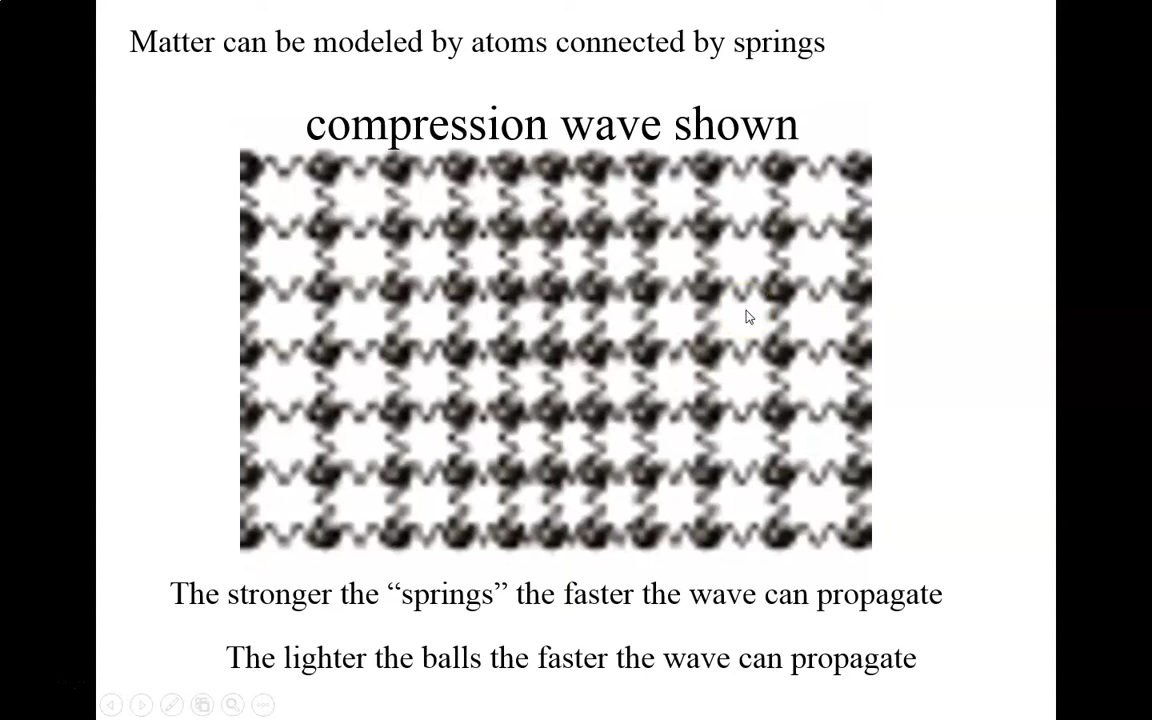 Matter can be modeled by atoms connected by springs
compression wave shown
The stronger the “springs” the faster the wave can propagate
The lighter the balls the faster the wave can propagate